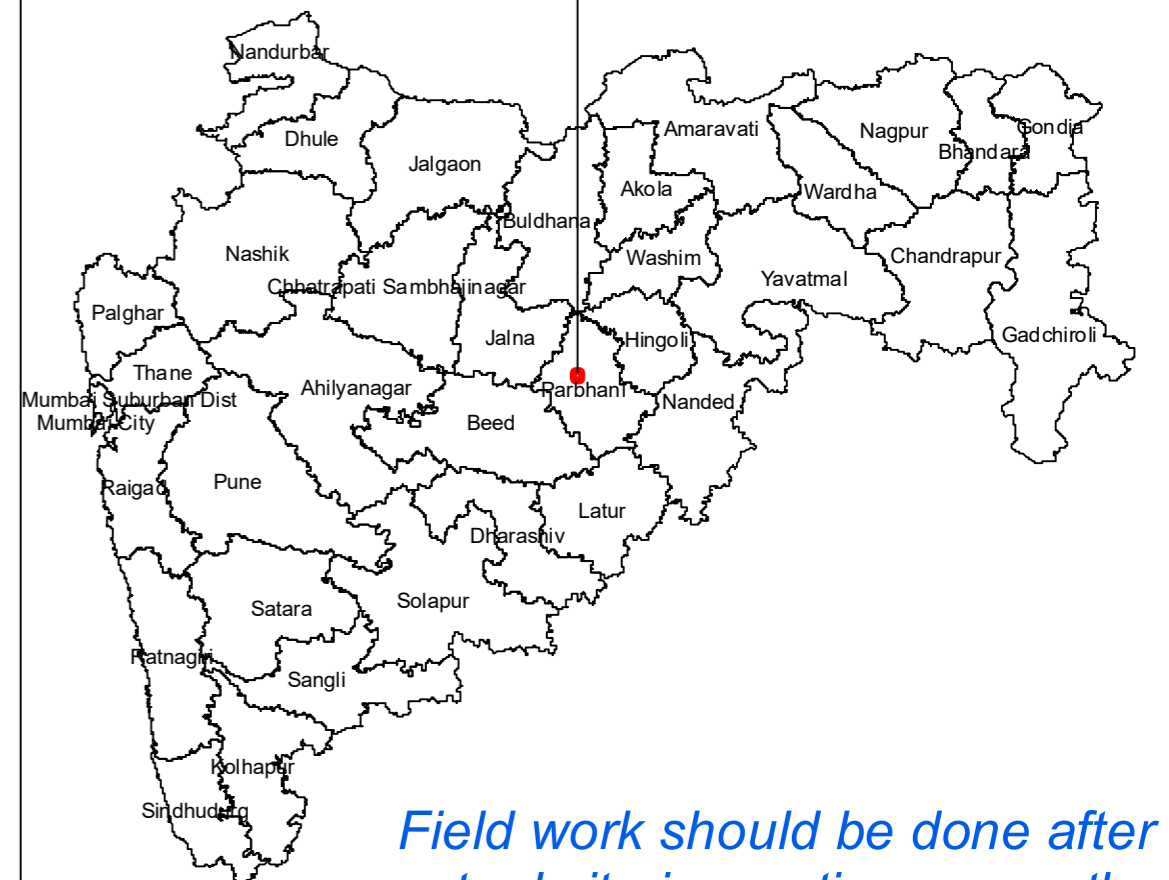 Nandurbar
Amaravati
Nagpur
Gondia
Dhule
Bhandara
Jalgaon
Akola
Wardha
Buldhana
Nashik
Washim
Chandrapur
Chhatrapati Sambhajinagar
Yavatmal
Palghar
Jalna
Hingoli
Gadchiroli
Thane
Ahilyanagar
Parbhani
Mumbai Suburban Dist
Nanded
Mumbai City
Beed
Raigad
Pune
Latur
Dharashiv
Satara
Solapur
Ratnagiri
Sangli
Kolhapur
Sindhudurg
Field work should be done after